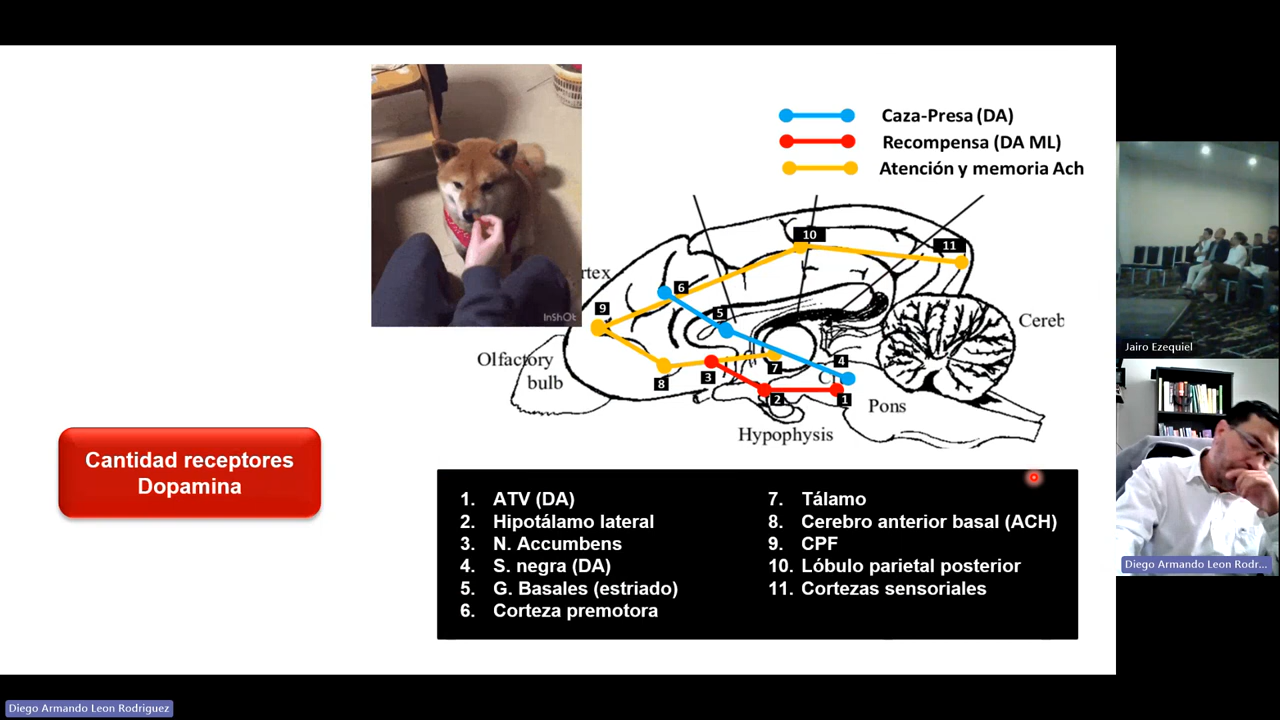 InShOt
Caza-Presa (DA)
Recompensa (DA ML)
Atención y memoria Ach
10
11
rtex
6
9
5
Cereb
Olfactory
bulb
4
7
3
8
C
2
1
Pons
Hypophysis
Cantidad receptores
Dopamina
1. ATV (DA)
2. Hipotálamo lateral
3. N. Accumbens
4. S. negra (DA)
5. G. Basales (estriado)
6. Corteza premotora
7. Tálamo
8. Cerebro anterior basal (ACH)
9. CPF
10. Lóbulo parietal posterior
11. Cortezas sensoriales
Jairo Ezequiel
Diego Armando Leon Rodr...
Diego Armando Leon Rodriguez